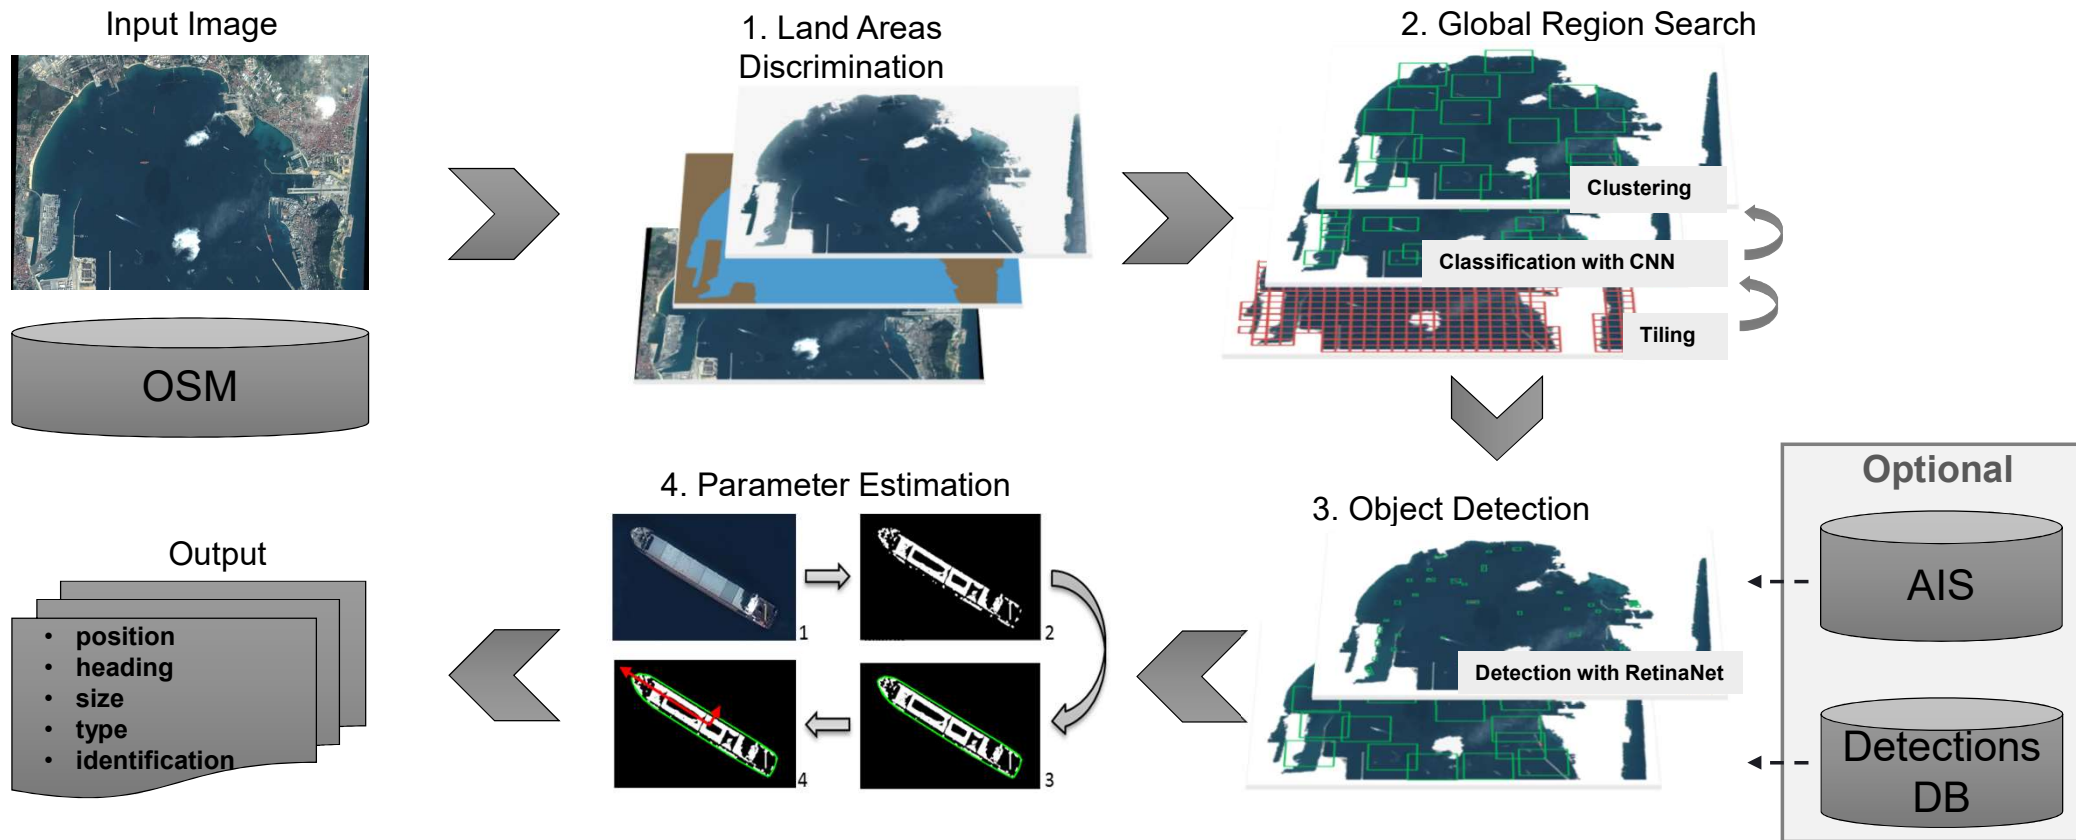 Input Image
OSM
1. Land Areas
Discrimination
2. Global Region Search
Clustering
Classification with CNN
Tiling
Optional
AIS
Detections
DB
3. Object Detection
Detection with RetinaNet
4. Parameter Estimation
1
2
3
4
Output
• position
• heading
• size
• type
• identification